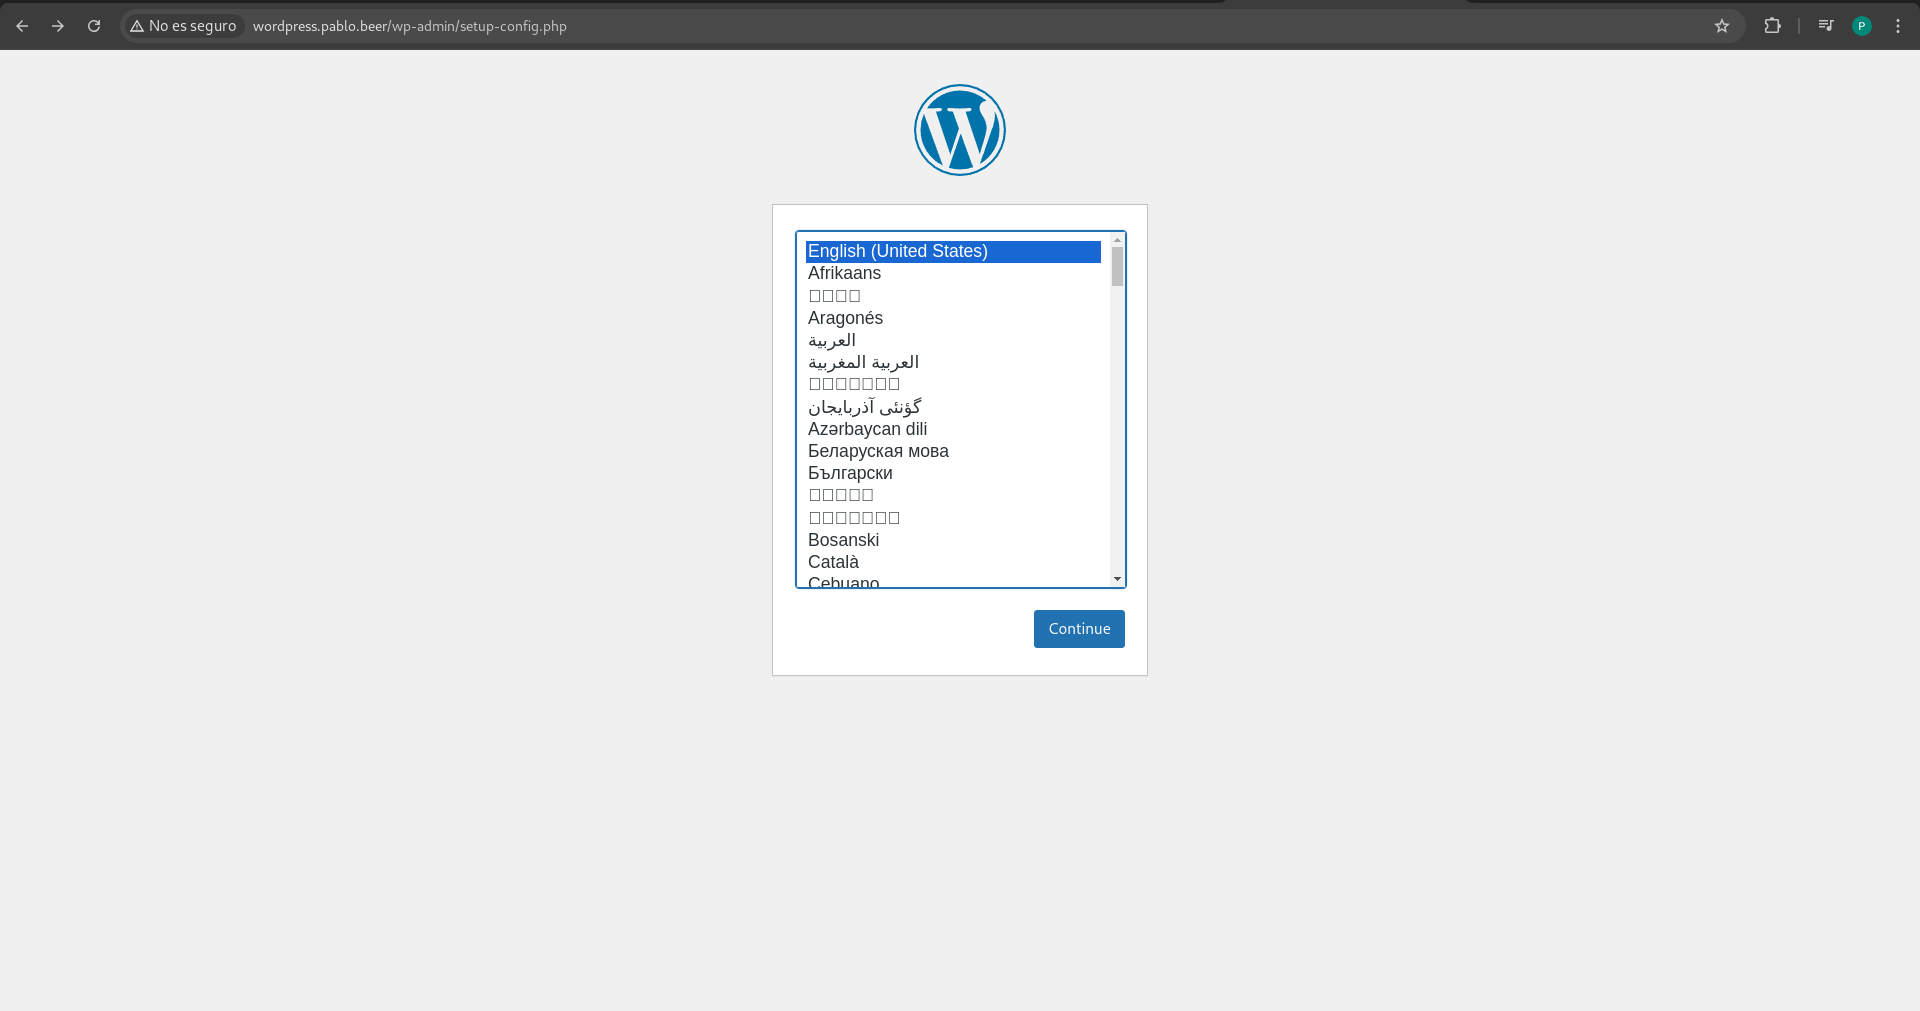 No es seguro
wordpress.pablo.beer/wp-admin/setup-config.php
P
English (United States)
Afrikaans
Aragonés
العربية
العربية المغربية
گؤنئی آذربایجان
Azərbaycan dili
Беларуская мова
Български
Bosanski
Català
Cebuano
Continue